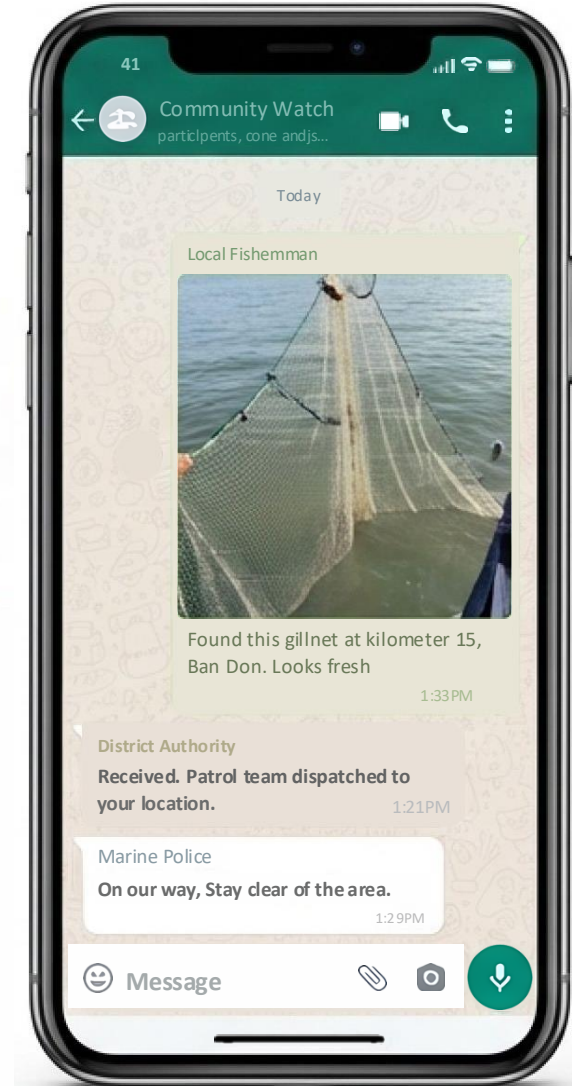 41
Community Watch
particlpents, cone andjs...
Today
Local Fishemman
Found this gillnet at kilometer 15,
Ban Don. Looks fresh
1:33PM
District Authority
Received. Patrol team dispatched to
your location.
1:21PM
Marine Police
On our way, Stay clear of the area.
1:29PM
Message